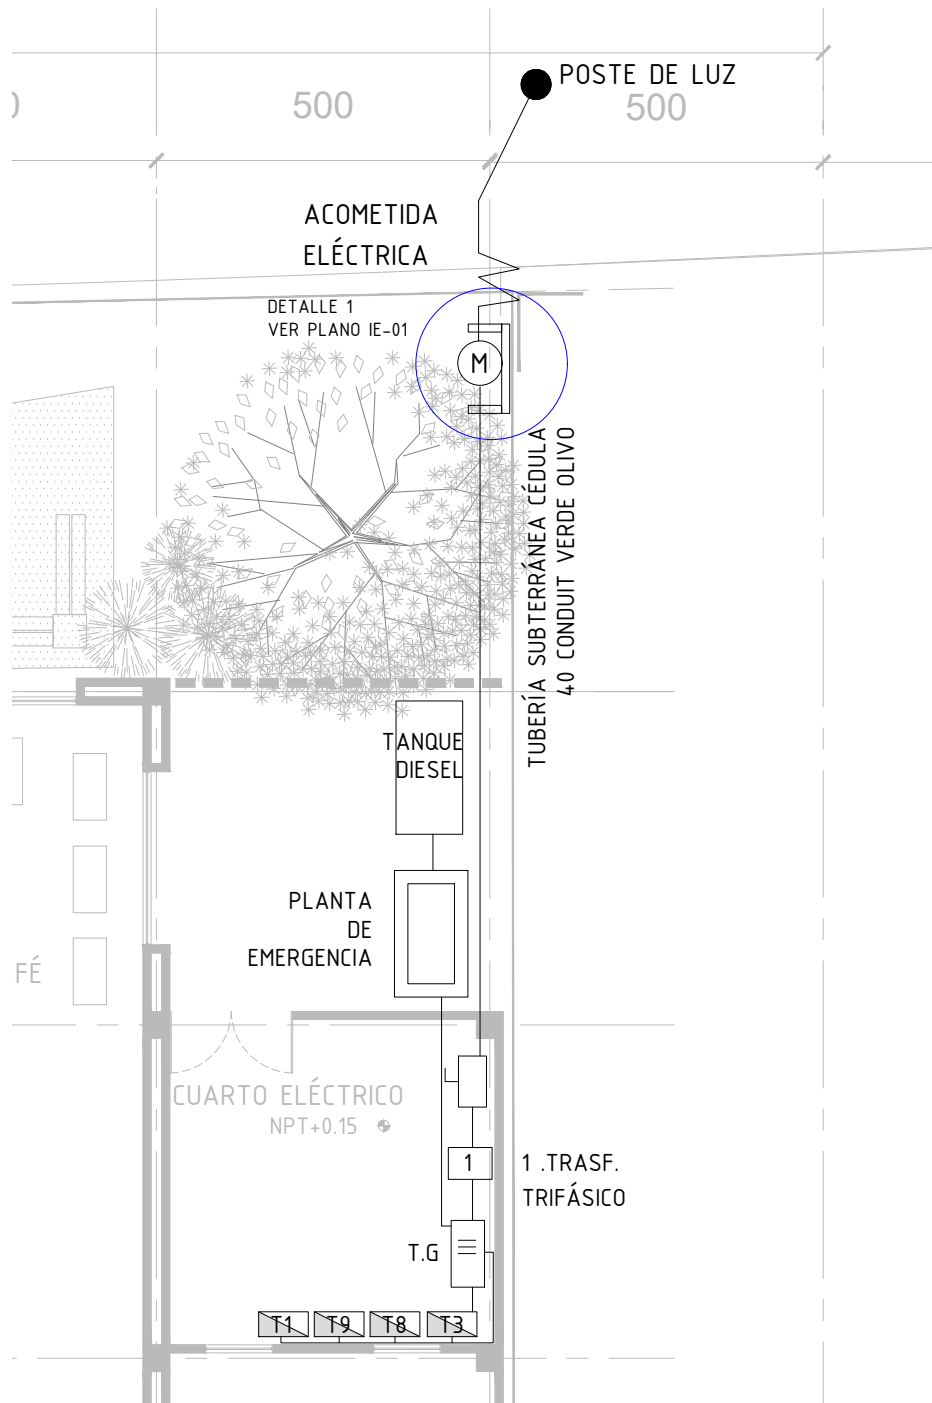 POSTE DE LUZ
500
500
ACOMETIDA
ELÉCTRICA
DETALLE 1
VER PLANO IE-01
M
TUBERÍA SUBTERRÁNEA CÉDULA
40 CONDUIT VERDE OLIVO
TANQUE
DIESEL
PLANTA
DE
EMERGENCIA
FÉ
CUARTO ELÉCTRICO
NPT+0.15
1
1 .TRASF.
TRIFÁSICO
T.G
T1
T9
T8
T3